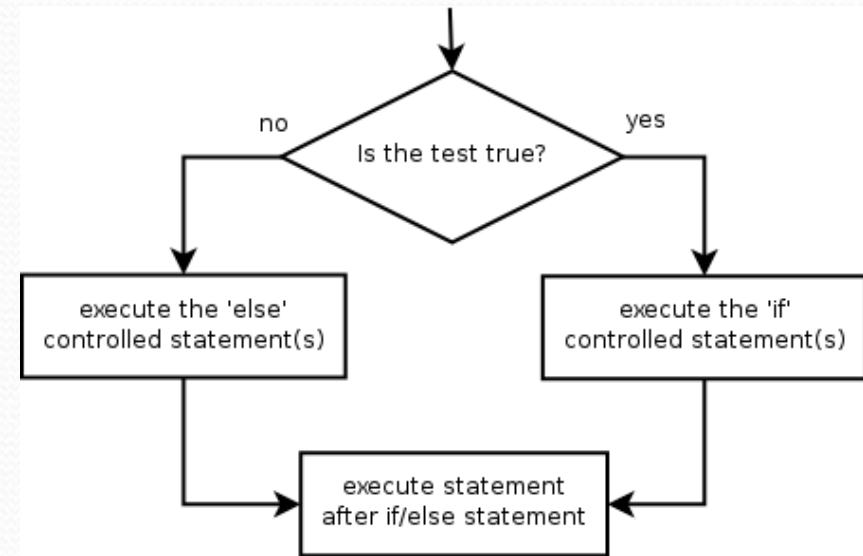 no
yes
Is the test true?
execute the 'else'
controlled statement(s)
execute the 'if'
controlled statement(s)
execute statement
after if/else statement